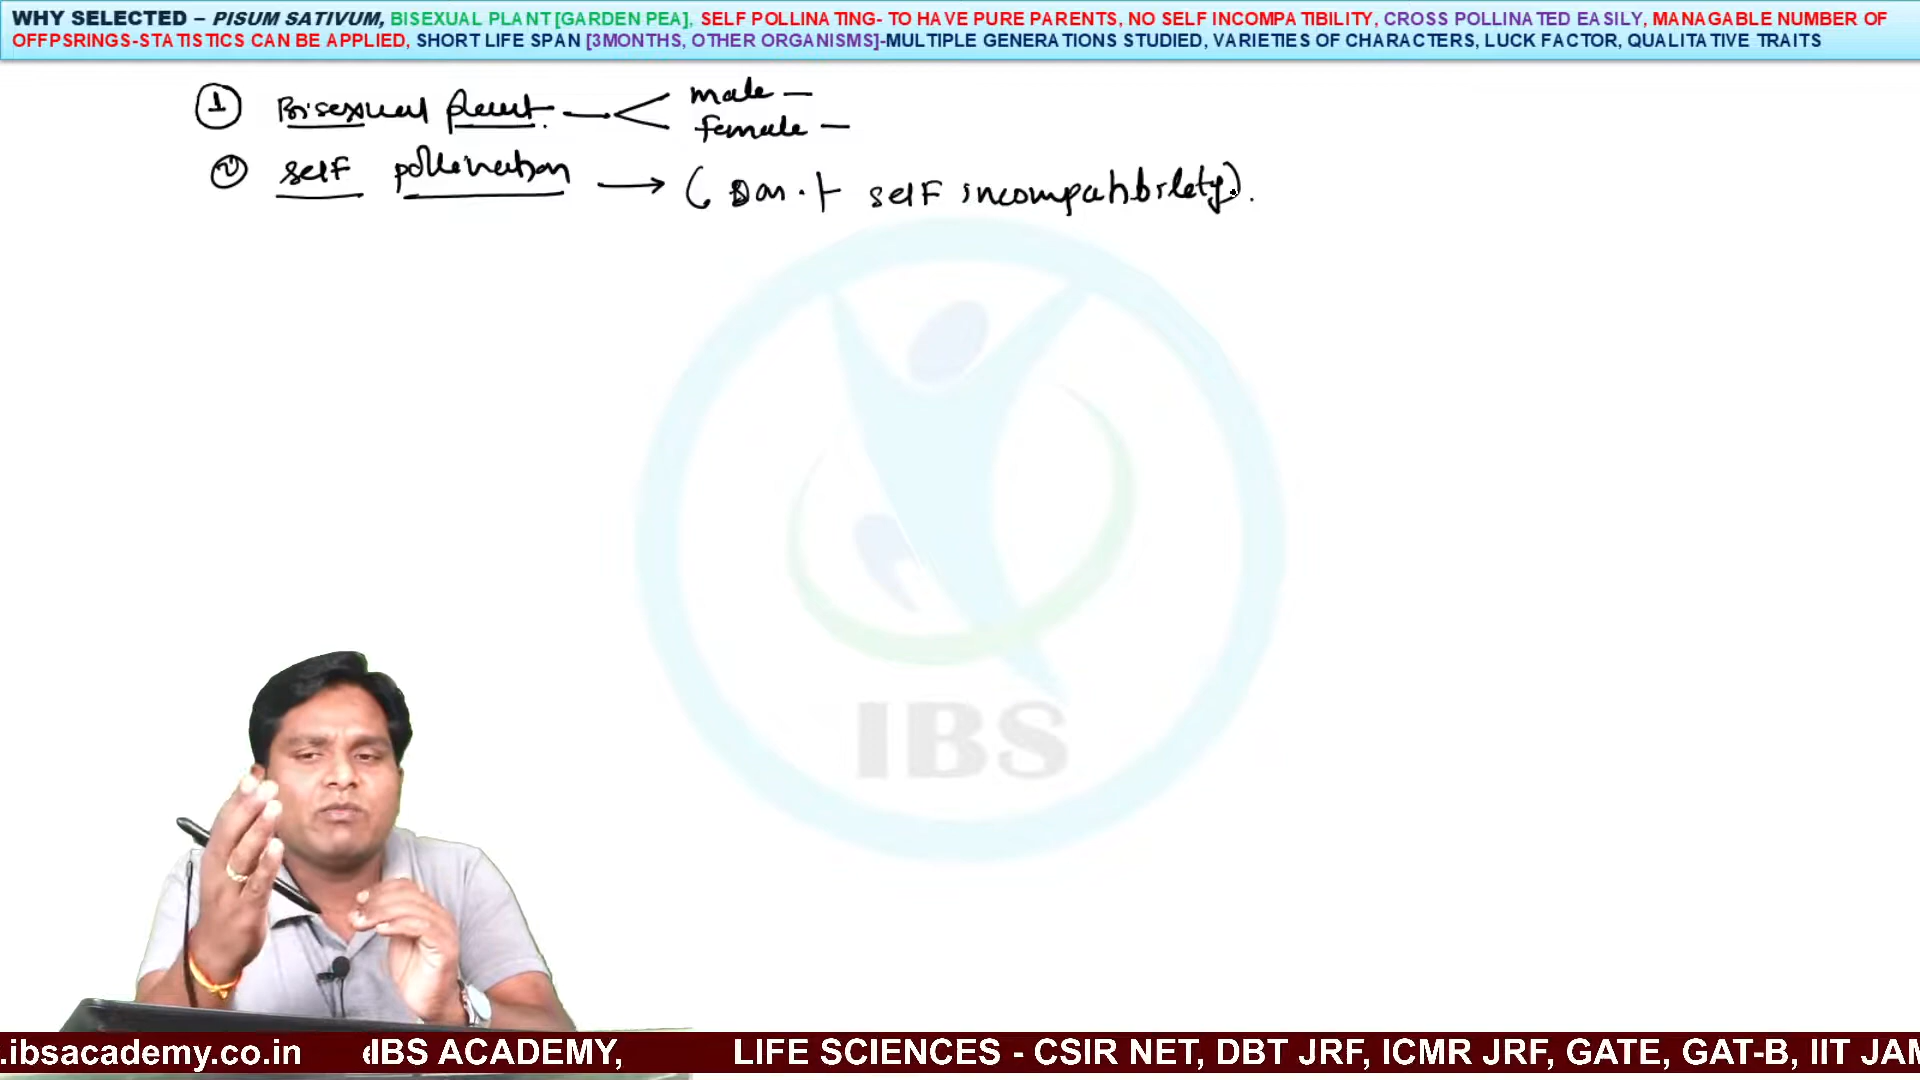 WHY SELECTED – PISUM SATIVUM, BISEXUAL PLANT [GARDEN PEA], SELF POLLINATING- TO HAVE PURE PARENTS, NO SELF INCOMPATIBILITY, CROSS POLLINATED EASILY, MANAGABLE NUMBER OF
OFFPSRINGS-STATISTICS CAN BE APPLIED, SHORT LIFE SPAN [3MONTHS, OTHER ORGANISMS]-MULTIPLE GENERATIONS STUDIED, VARIETIES OF CHARACTERS, LUCK FACTOR, QUALITATIVE TRAITS
① Bisexual plant. male —
female —
② self pollination → (Don't self incompatibility).
IBS
.ibsacademy.co.in IBS ACADEMY, LIFE SCIENCES - CSIR NET, DBT JRF, ICMR JRF, GATE, GAT-B, IIT JAM